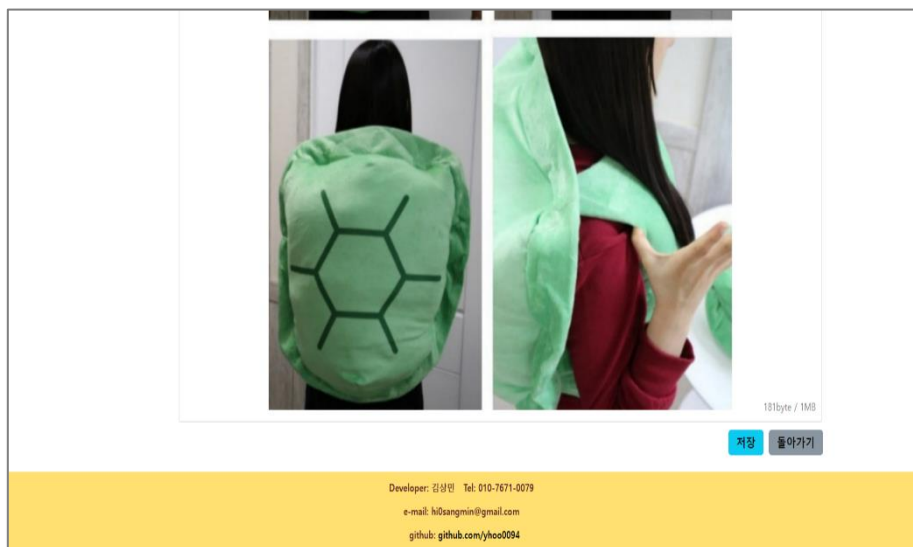 181byte / 1MB
저장 돌아가기
Developer: 김상민 Tel: 010-7671-0079
e-mail: hi0sangmin@gmail.com
github: github.com/yhoo0094